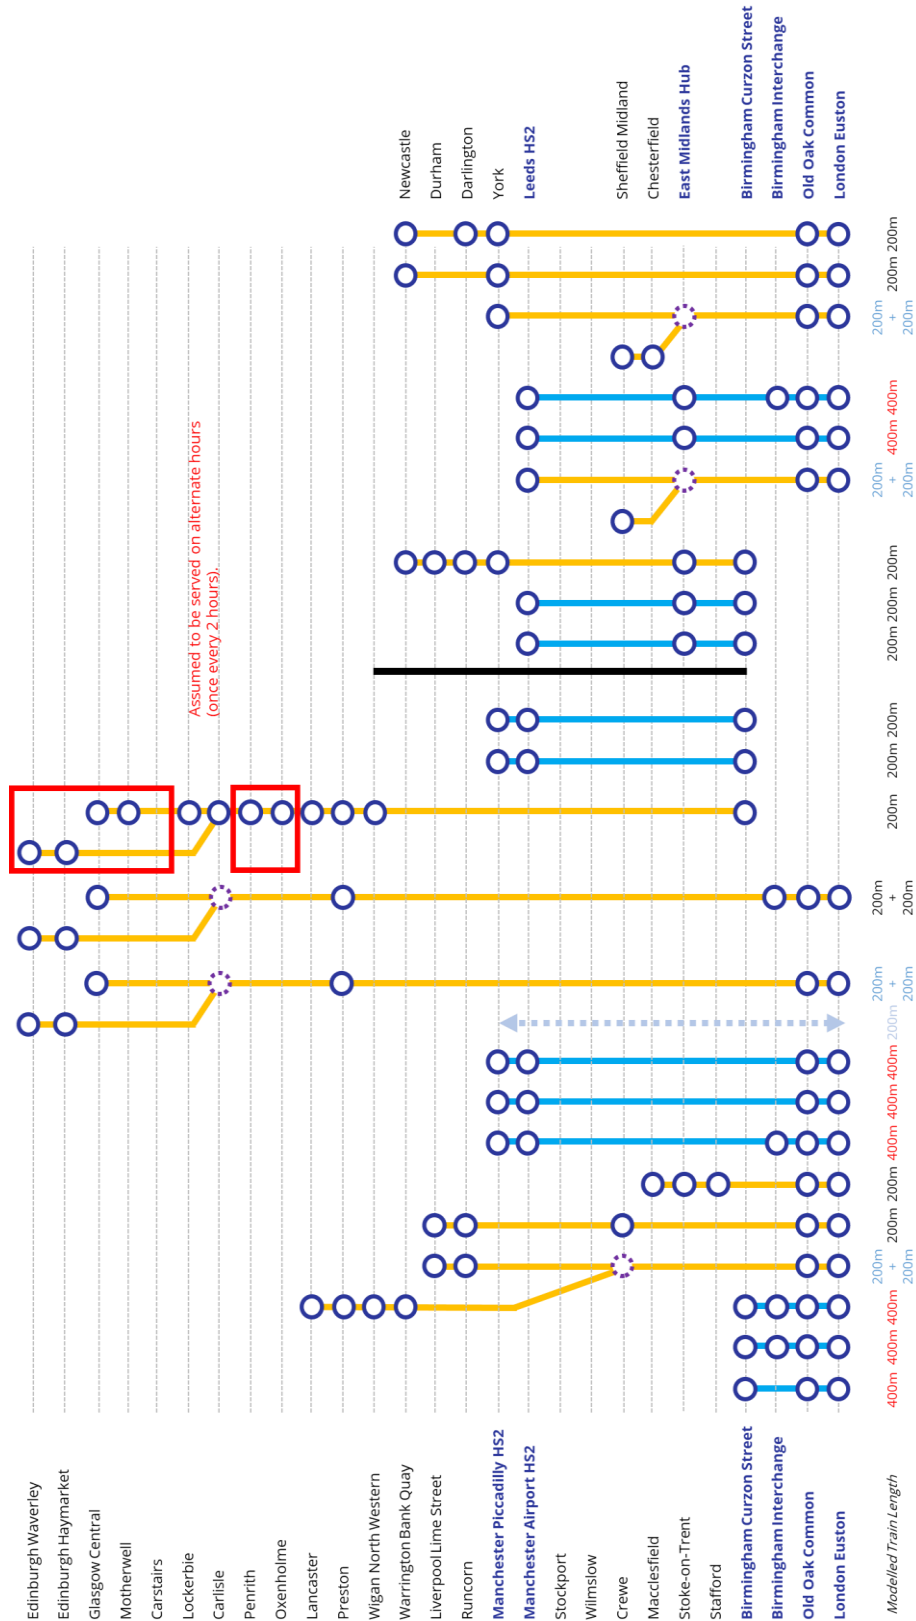 Edinburgh Waverley
Edinburgh Haymarket
Glasgow Central
Motherwell
Carstairs
Lockerbie
Carlisle
Penrith
Oxenholme
Lancaster
Preston
Wigan North Western
Warrington Bank Quay
Liverpool Lime Street
Runcorn
Manchester Piccadilly HS2
Manchester Airport HS2
Stockport
Wilmslow
Crewe
Macclesfield
Stoke-on-Trent
Stafford
Birmingham Curzon Street
Birmingham Interchange
Old Oak Common
London Euston
Modelled Train Length
400m
400m
400m
200m
+
200m
200m
200m
400m
400m
400m
200m
200m
+
200m
200m
+
200m
200m
200m
200m
200m
200m
200m
200m
+
200m
400m
400m
200m
+
200m
200m
200m
Assumed to be served on alternate hours
(once every 2 hours).
Newcastle
Durham
Darlington
York
Leeds HS2
Sheffield Midland
Chesterfield
East Midlands Hub
Birmingham Curzon Street
Birmingham Interchange
Old Oak Common
London Euston